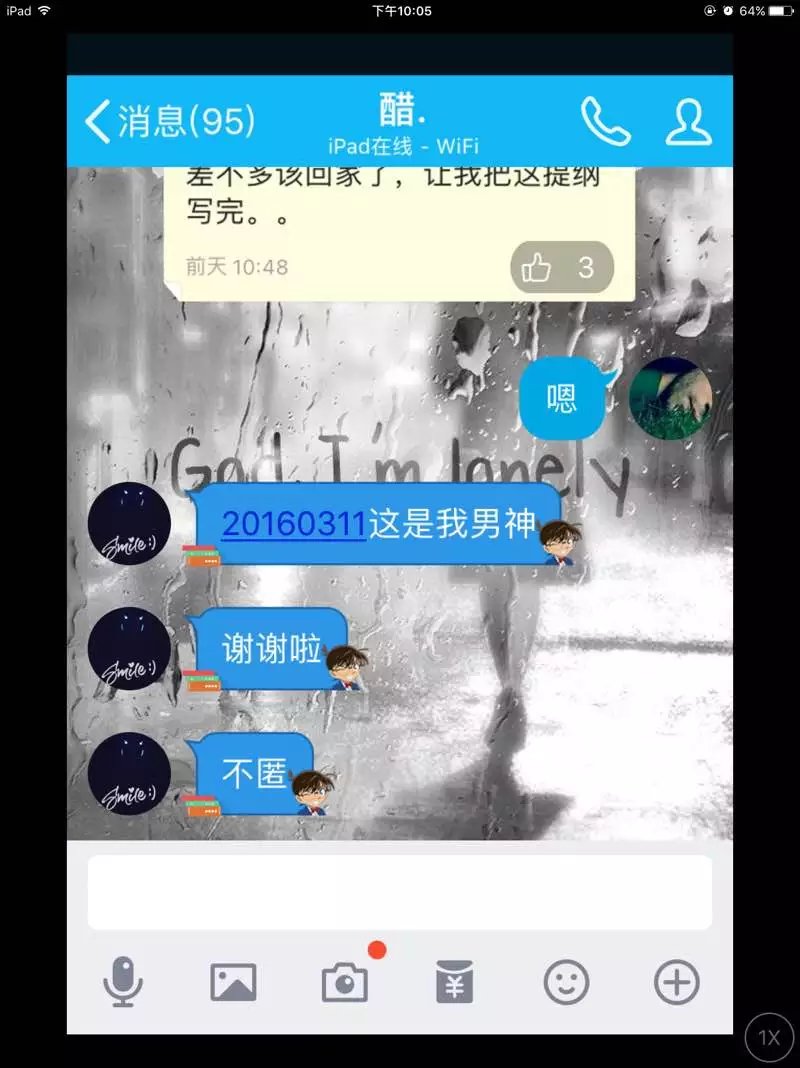 iPad 下午10:05 64%
消息(95) 醋.
iPad在线 - WiFi
差不多该回家了，让我把这提纲
写完。。
前天 10:48 3
嗯
God, I'm lonely
20160311这是我男神
Smile:)
谢谢啦
Smile:)
不匿
Smile:)
¥
1X